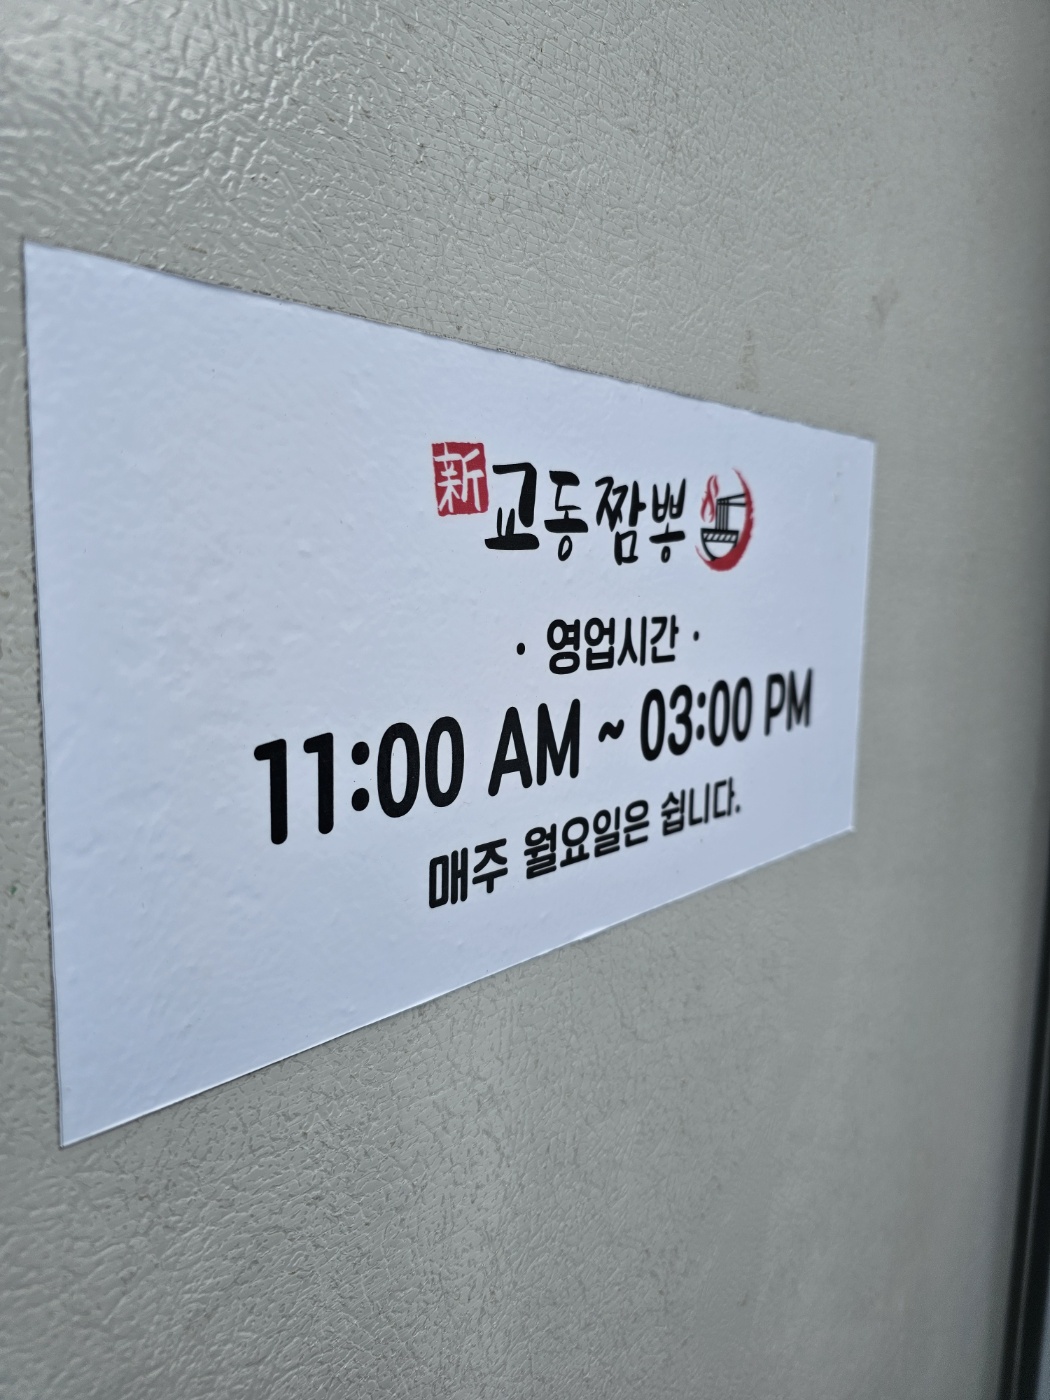 新교동짬뽕
· 영업시간 ·
11:00 AM ~ 03:00 PM
매주 월요일은 쉽니다.